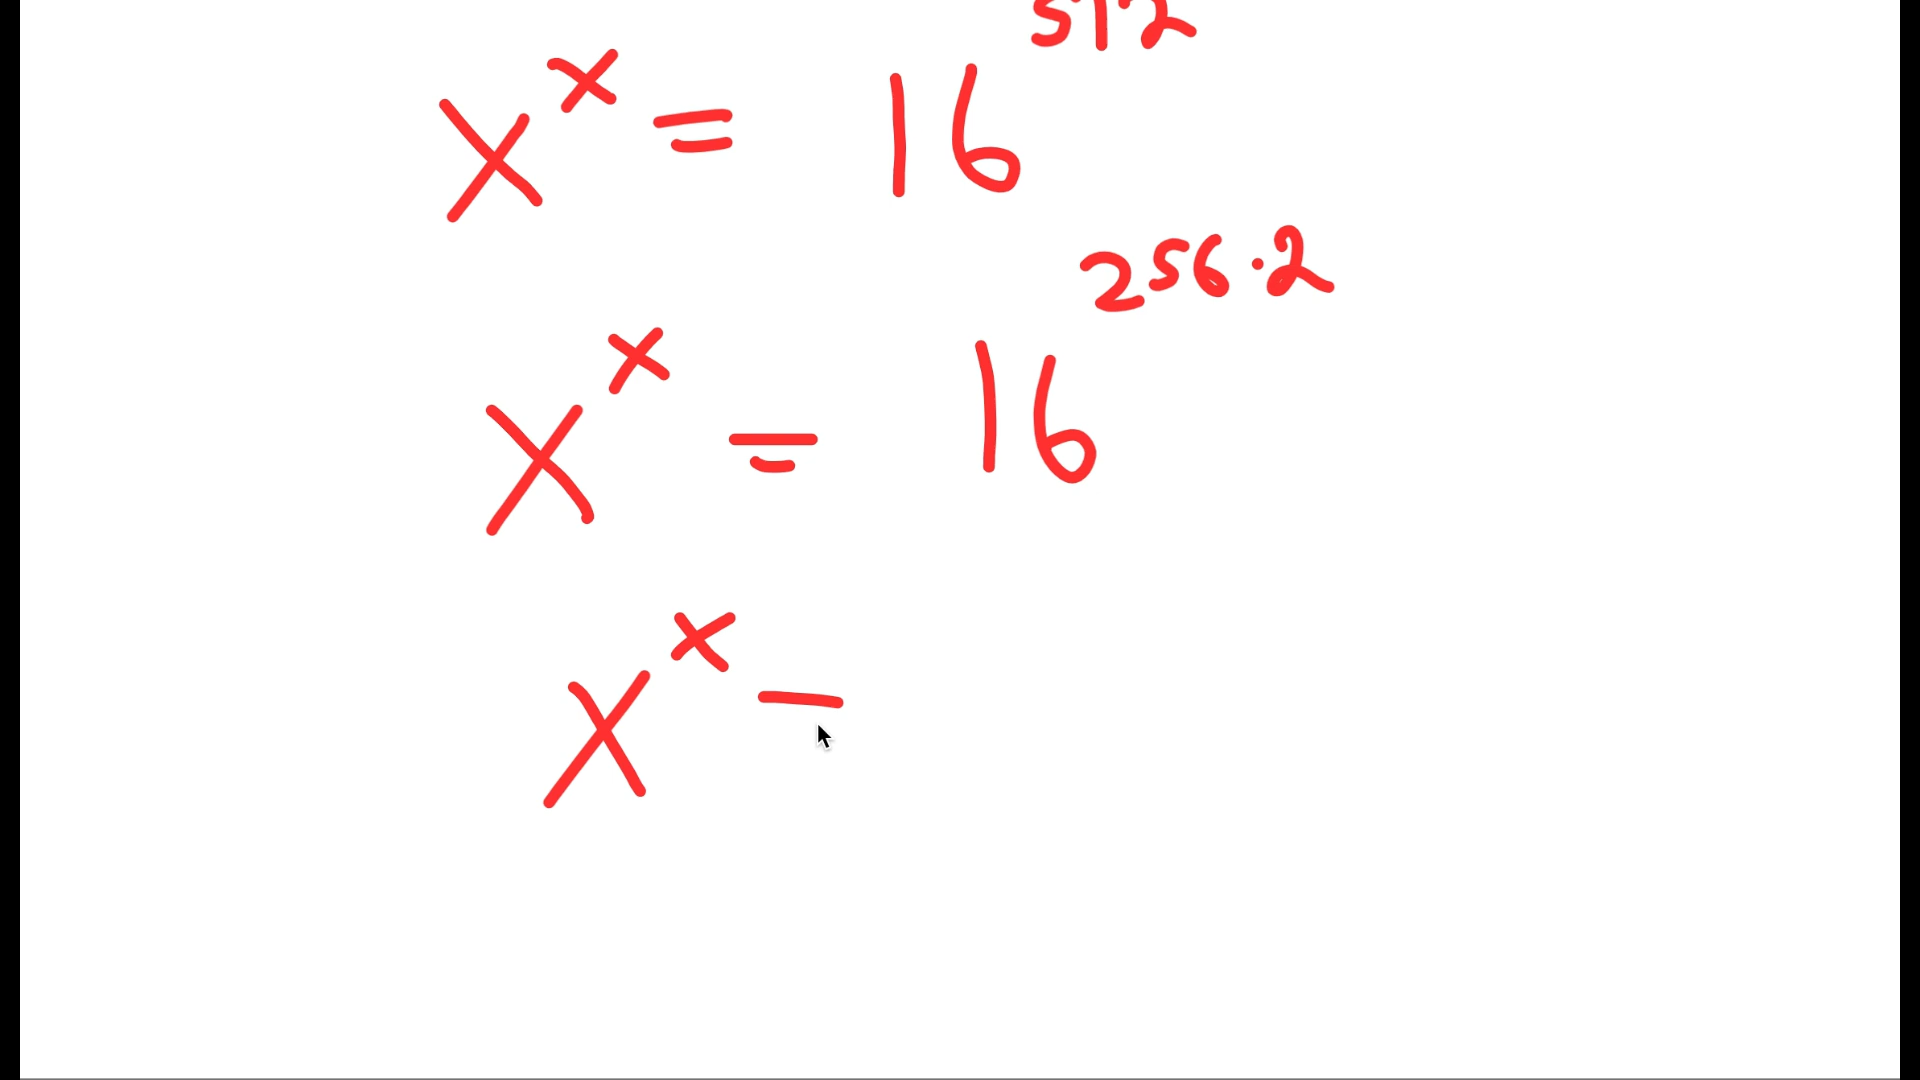 x^x = 16^512
x^x = 16^256·2
x^x -